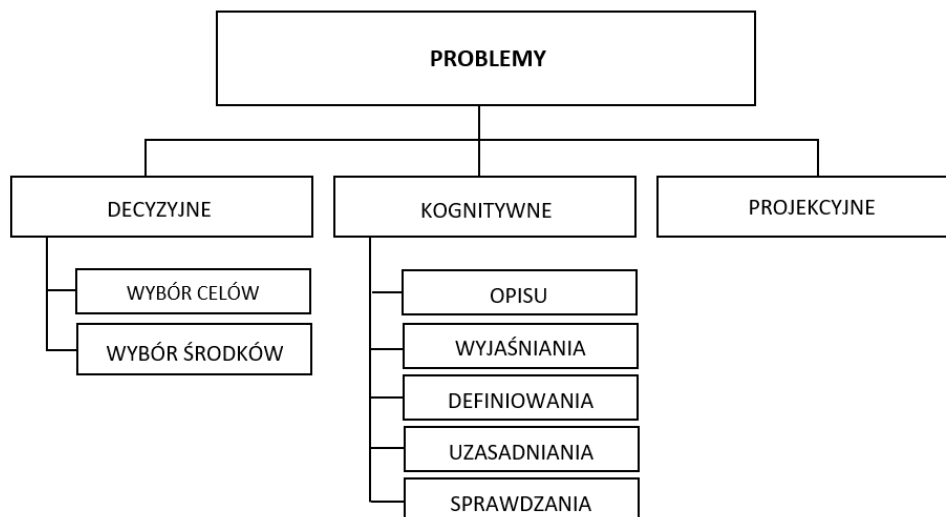 PROBLEMY
DECYZYJNE
KOGNITYWNE
PROJEKCYJNE
WYBÓR CELÓW
WYBÓR ŚRODKÓW
OPISU
WYJAŚNIANIA
DEFINIOWANIA
UZASADNIANIA
SPRAWDZANIA